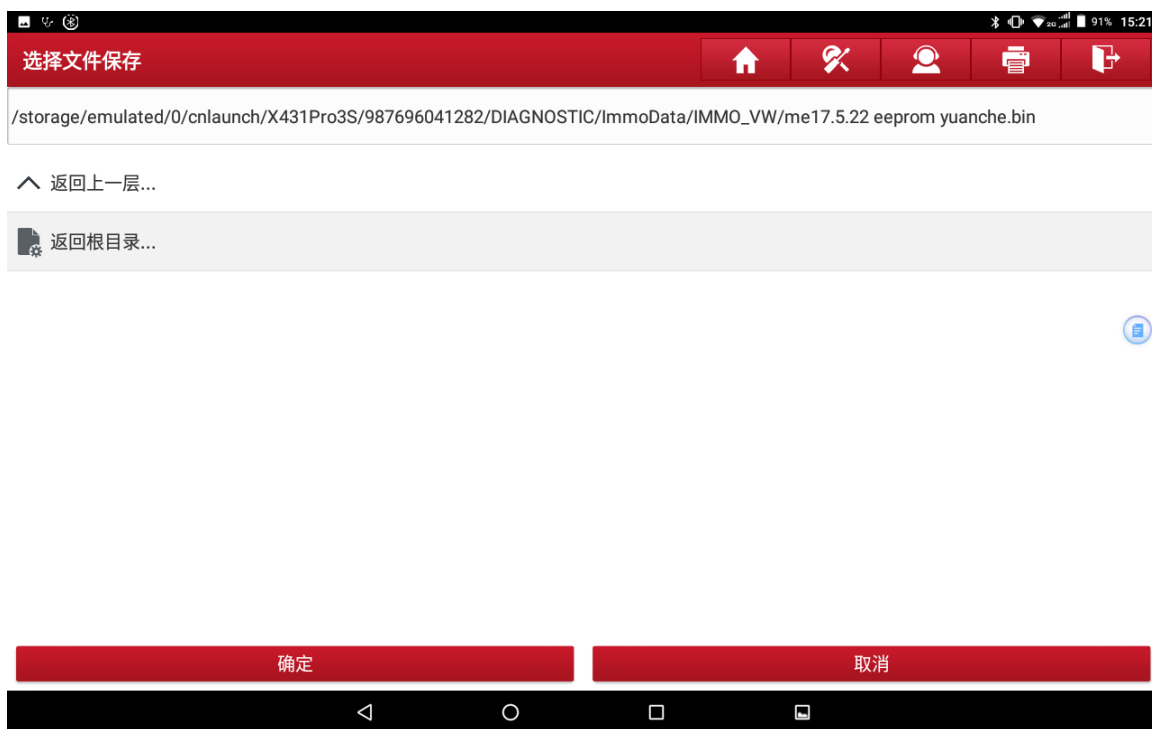 2G 91% 15:21
选择文件保存
/storage/emulated/0/cnlaunch/X431Pro3S/987696041282/DIAGNOSTIC/ImmoData/IMMO_VW/me17.5.22 eeprom yuanche.bin
返回上一层...
返回根目录...
确定 取消